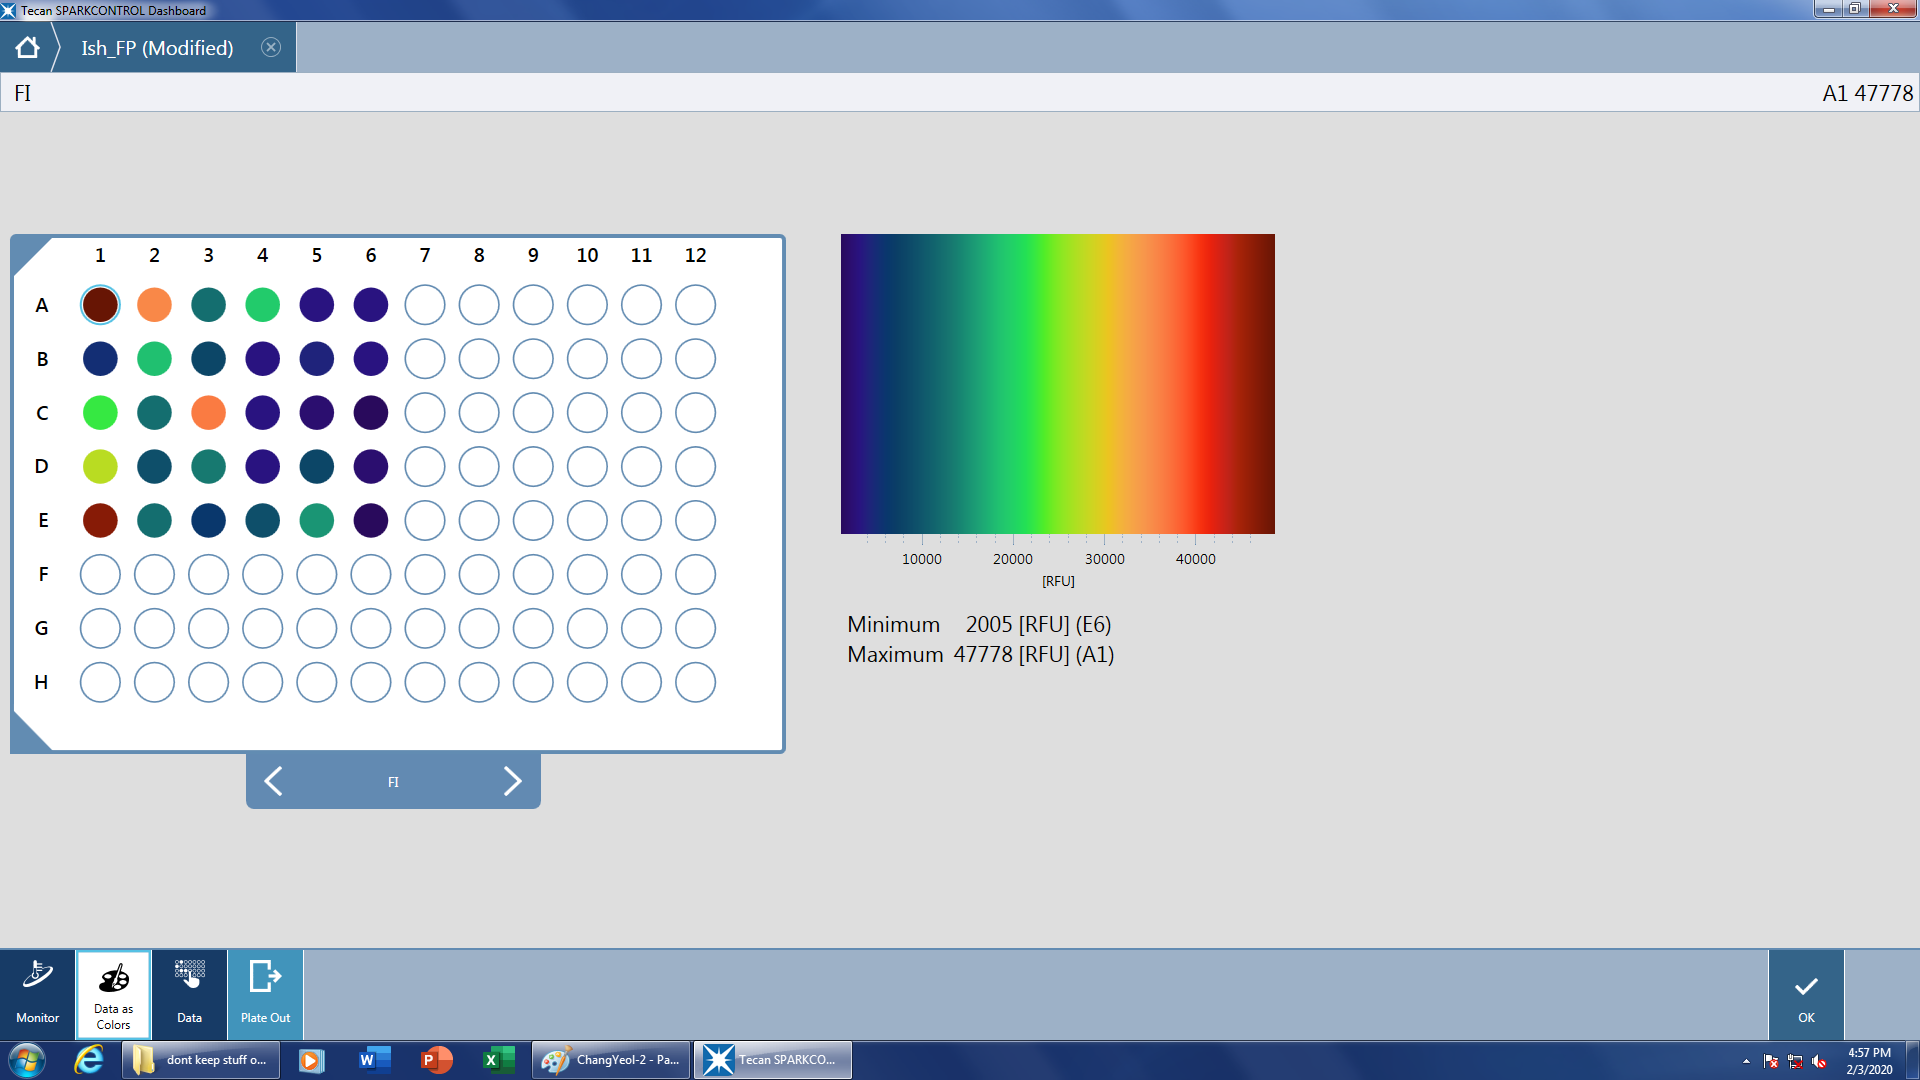 Tecan SPARKCONTROL Dashboard
Ish_FP (Modified)
FI
A1 47778
1 2 3 4 5 6 7 8 9 10 11 12
A
B
C
D
E
F
G
H
FI
10000 20000 30000 40000
[RFU]
Minimum 2005 [RFU] (E6)
Maximum 47778 [RFU] (A1)
Monitor
Data as
Colors
Data
Plate Out
OK
dont keep stuff o...
ChangYeol-2 - Pa...
Tecan SPARKCO...
4:57 PM
2/3/2020